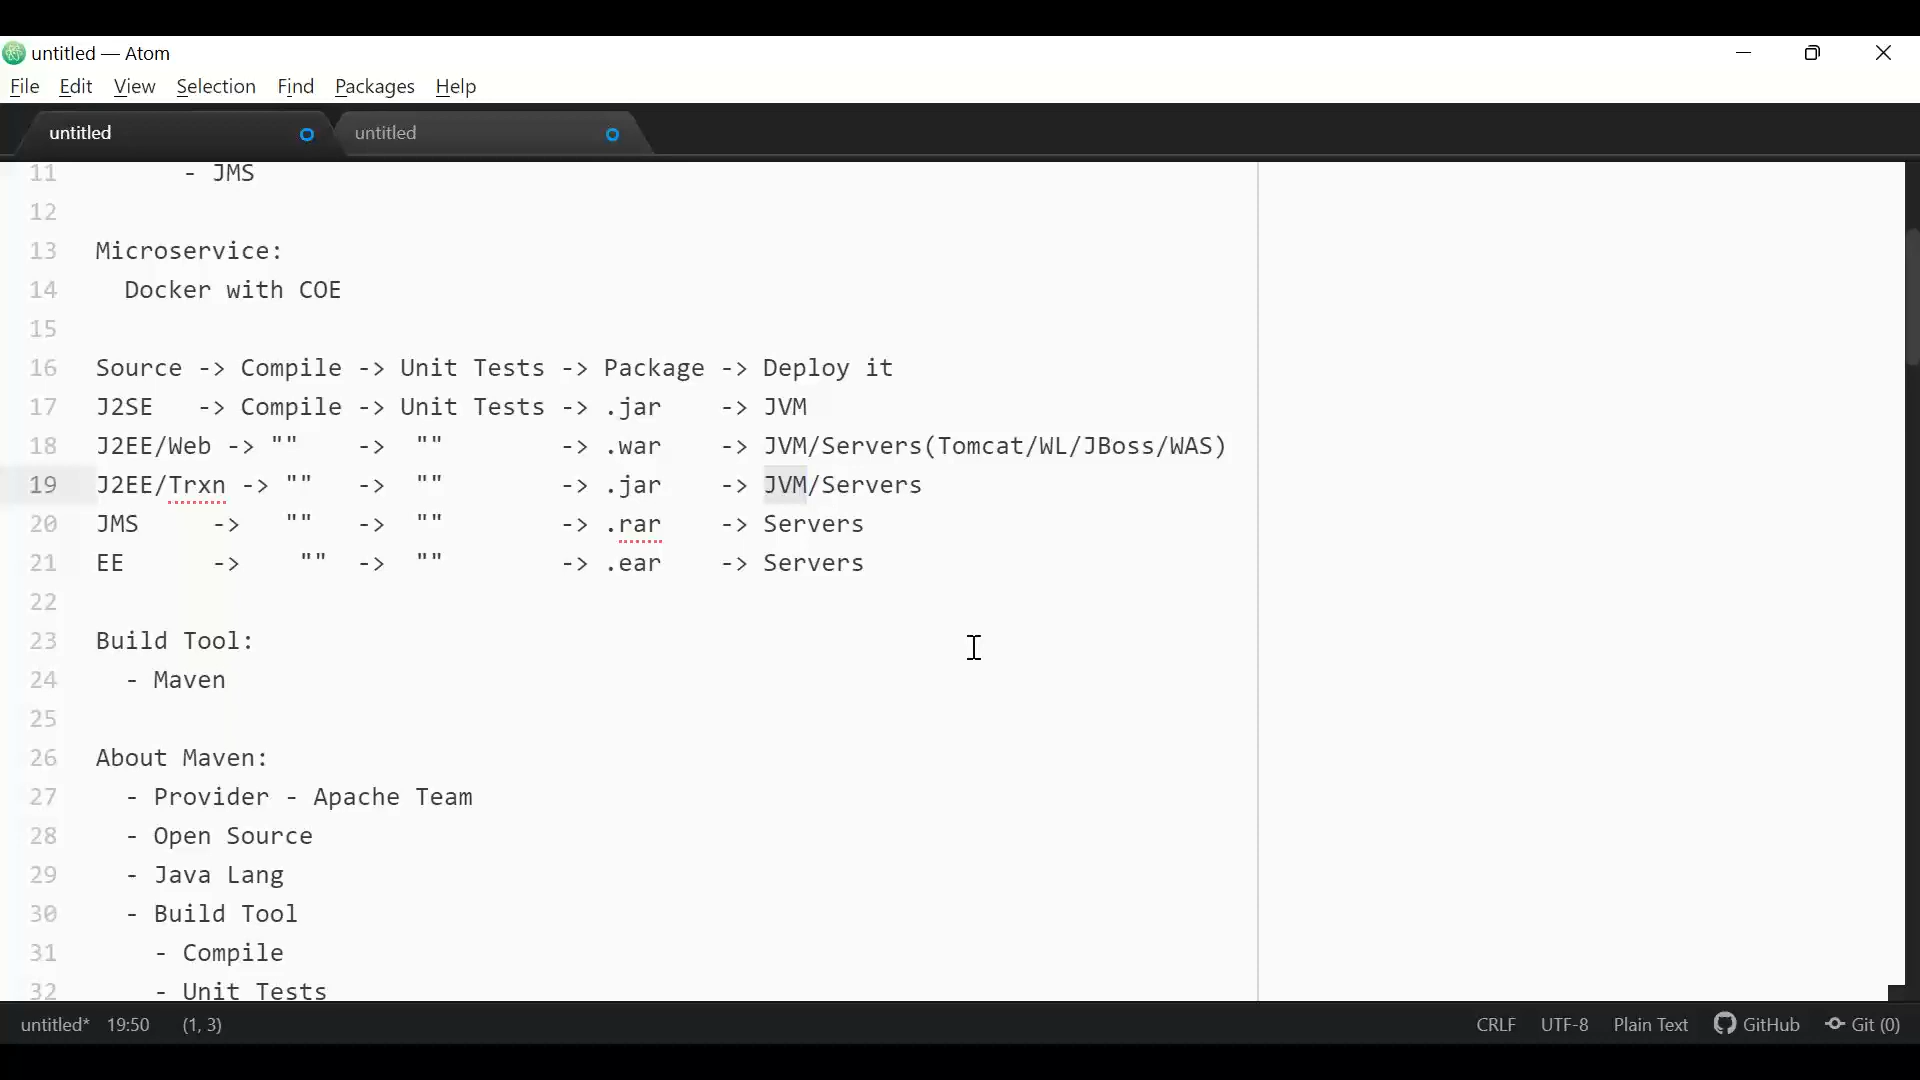 untitled — Atom
File Edit View Selection Find Packages Help
untitled untitled
11 - JMS
12
13 Microservice:
14 Docker with COE
15
16 Source -> Compile -> Unit Tests -> Package -> Deploy it
17 J2SE -> Compile -> Unit Tests -> .jar -> JVM
18 J2EE/Web -> "" -> "" -> .war -> JVM/Servers(Tomcat/WL/JBoss/WAS)
19 J2EE/Trxn -> "" -> "" -> .jar -> JVM/Servers
20 JMS -> "" -> "" -> .rar -> Servers
21 EE -> "" -> "" -> .ear -> Servers
22
23 Build Tool:
24 - Maven
25
26 About Maven:
27 - Provider - Apache Team
28 - Open Source
29 - Java Lang
30 - Build Tool
31 - Compile
32 - Unit Tests
untitled* 19:50 (1, 3) CRLF UTF-8 Plain Text GitHub Git (0)